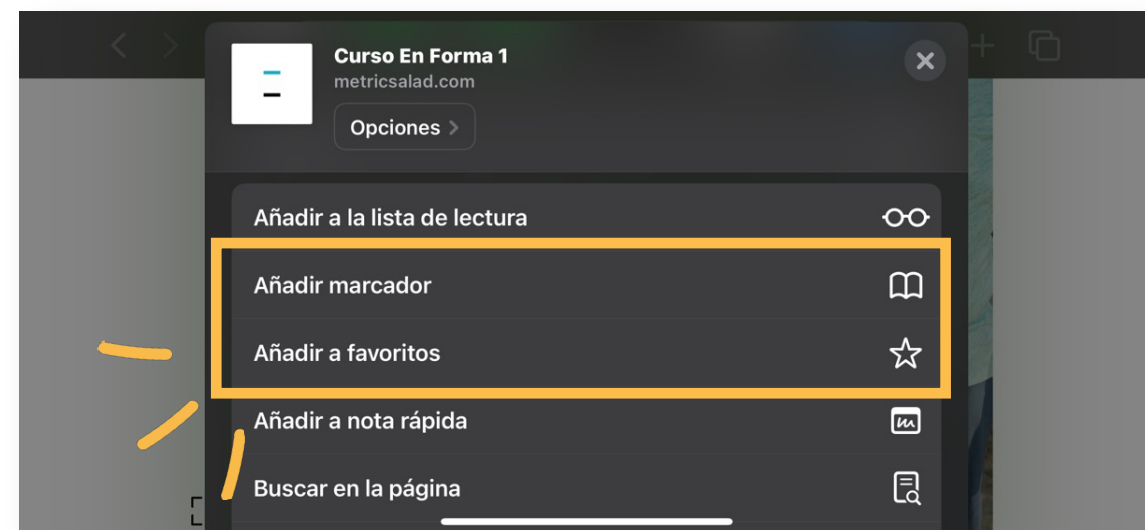 Curso En Forma 1
metricsalad.com
Opciones
Añadir a la lista de lectura
Añadir marcador
Añadir a favoritos
Añadir a nota rápida
Buscar en la página